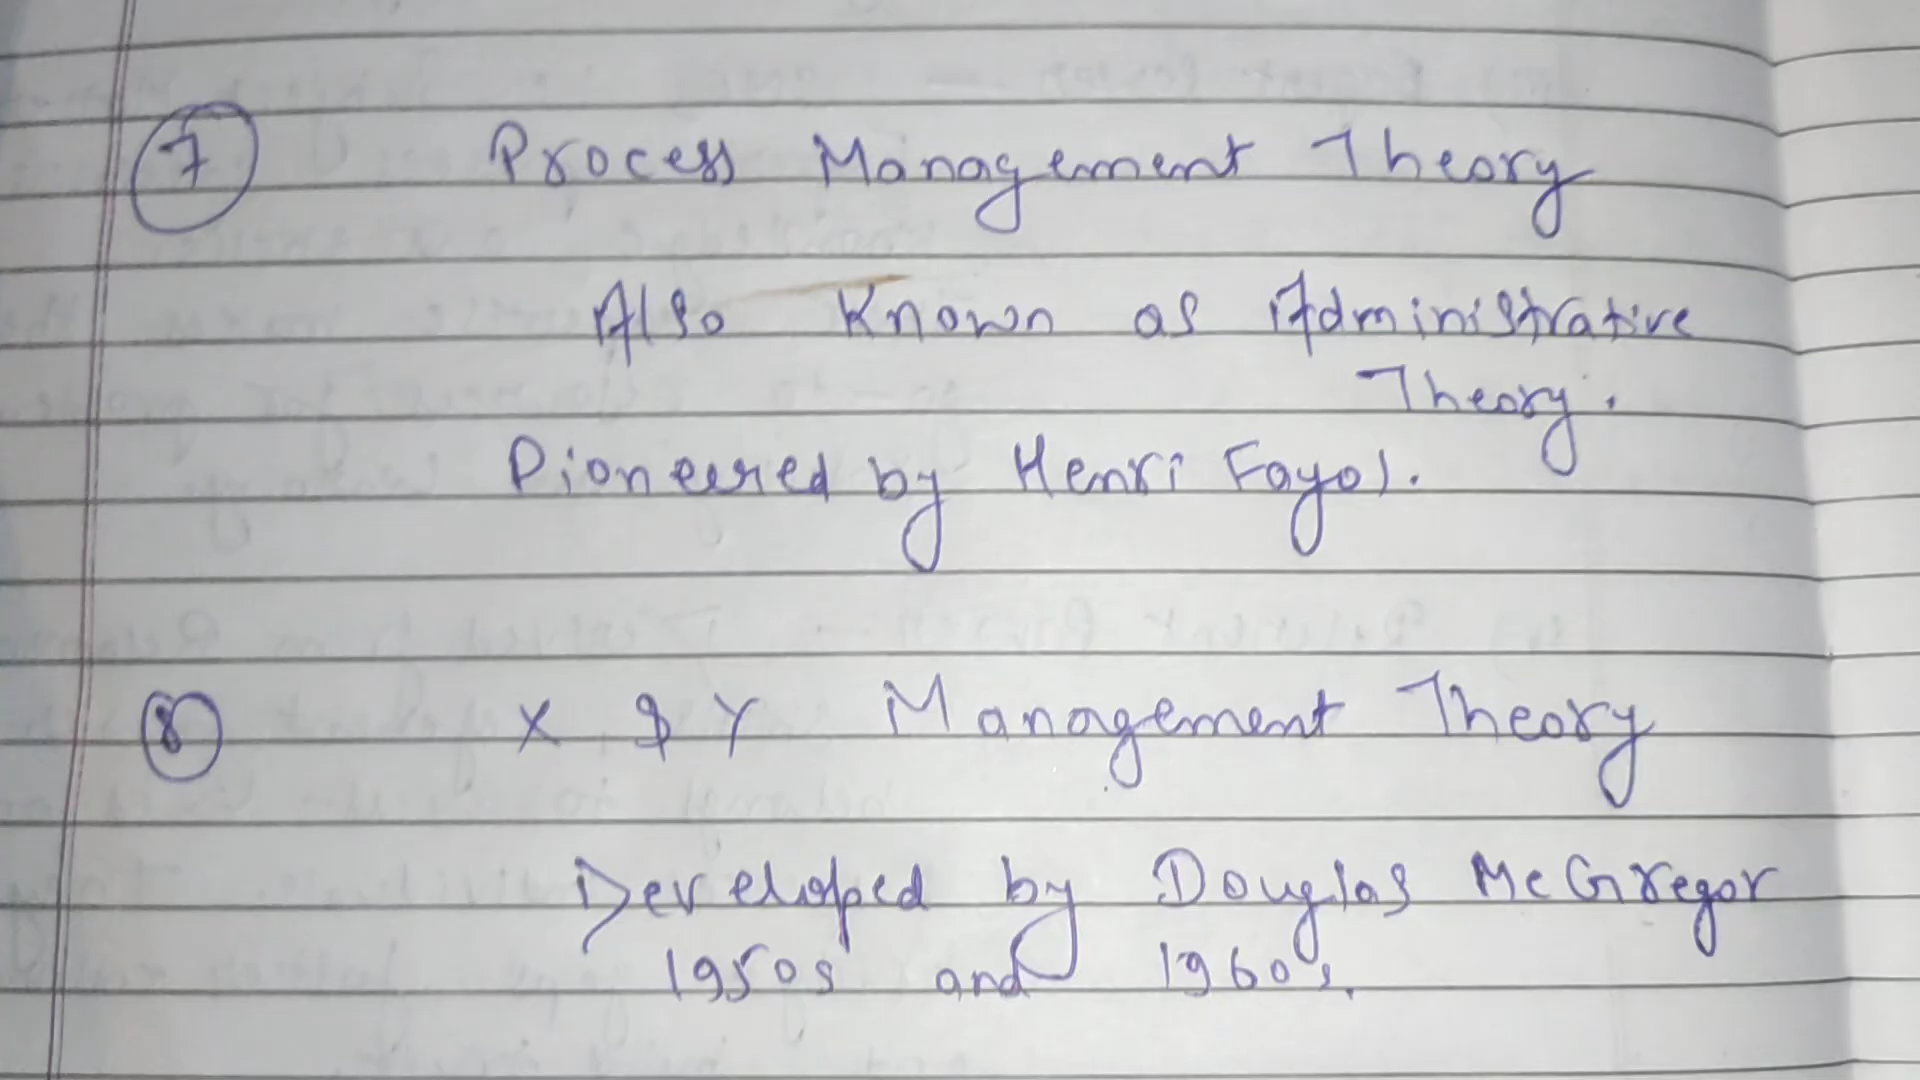 7 Process Management Theory
Also Known as Administrative
Theory.
Pioneered by Henri Fayol.
8 X & Y Management Theory
Developed by Douglas McGregor
1950s and 1960s.